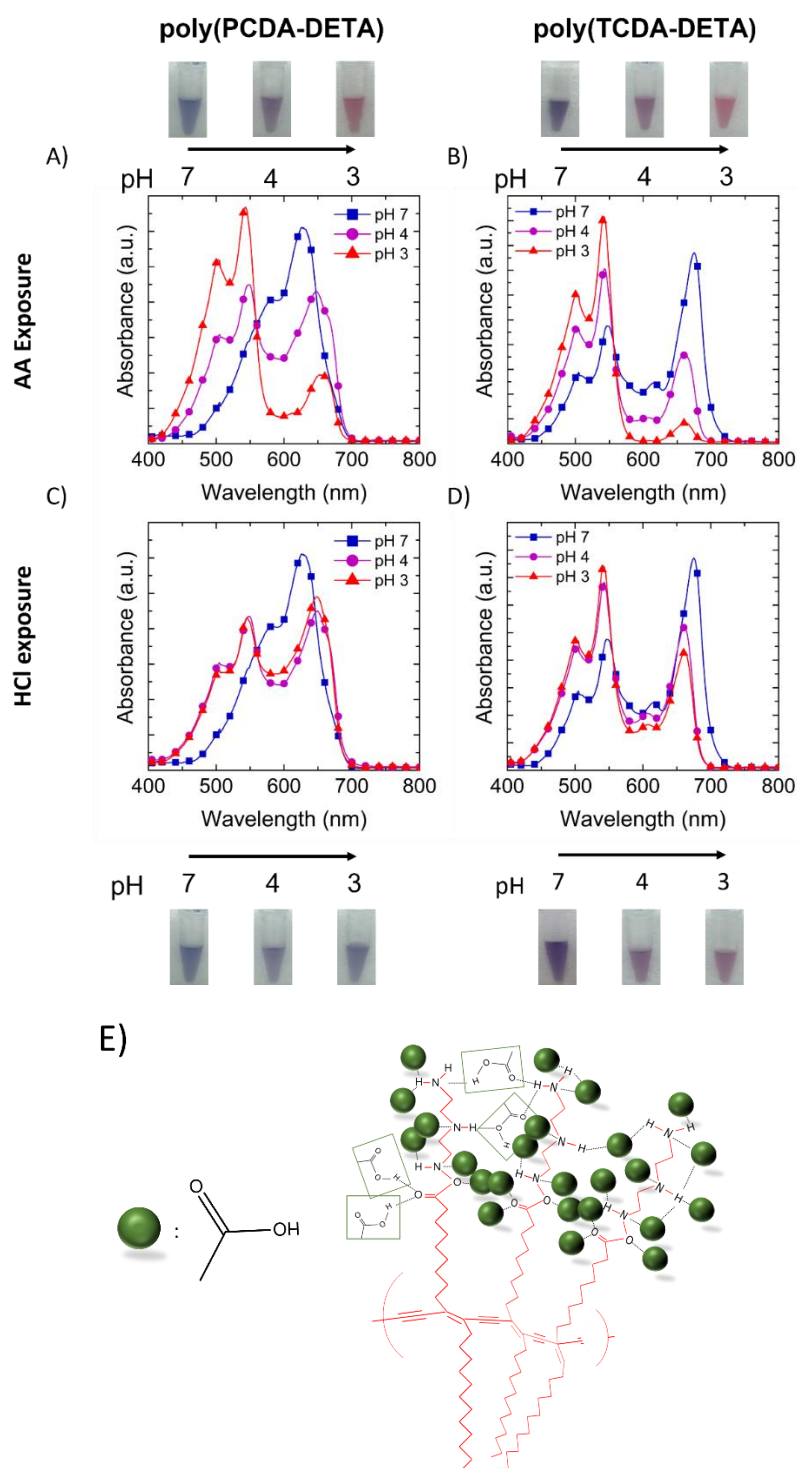 poly(PCDA-DETA) poly(TCDA-DETA)
A) B)
pH 7 4 3 pH 7 4 3
AA Exposure
Absorbance (a.u.)
pH 7
pH 4
pH 3
400 500 600 700 800
Wavelength (nm)
Absorbance (a.u.)
pH 7
pH 4
pH 3
400 500 600 700 800
Wavelength (nm)
C) D)
HCl exposure
Absorbance (a.u.)
pH 7
pH 4
pH 3
400 500 600 700 800
Wavelength (nm)
Absorbance (a.u.)
pH 7
pH 4
pH 3
400 500 600 700 800
Wavelength (nm)
pH 7 4 3 pH 7 4 3
E)
: O OH